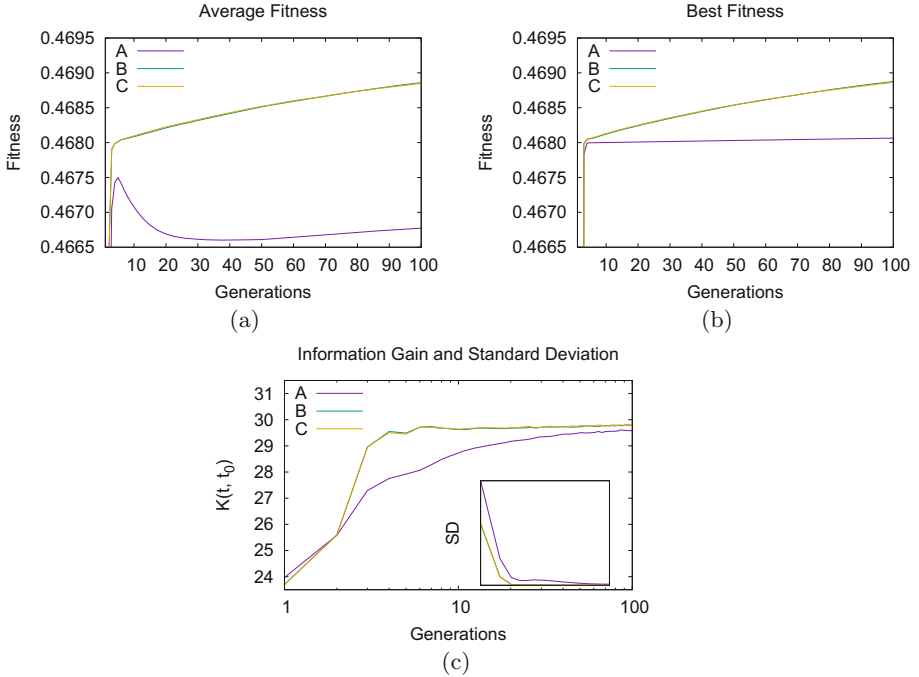 Average Fitness
0.4695
0.4690
0.4685
0.4680
0.4675
0.4670
0.4665
Fitness
A
B
C
10 20 30 40 50 60 70 80 90 100
Generations
(a)
Best Fitness
0.4695
0.4690
0.4685
0.4680
0.4675
0.4670
0.4665
Fitness
A
B
C
10 20 30 40 50 60 70 80 90 100
Generations
(b)
Information Gain and Standard Deviation
31
30
29
28
27
26
25
24
K(t, t0)
A
B
C
SD
1 10 100
Generations
(c)